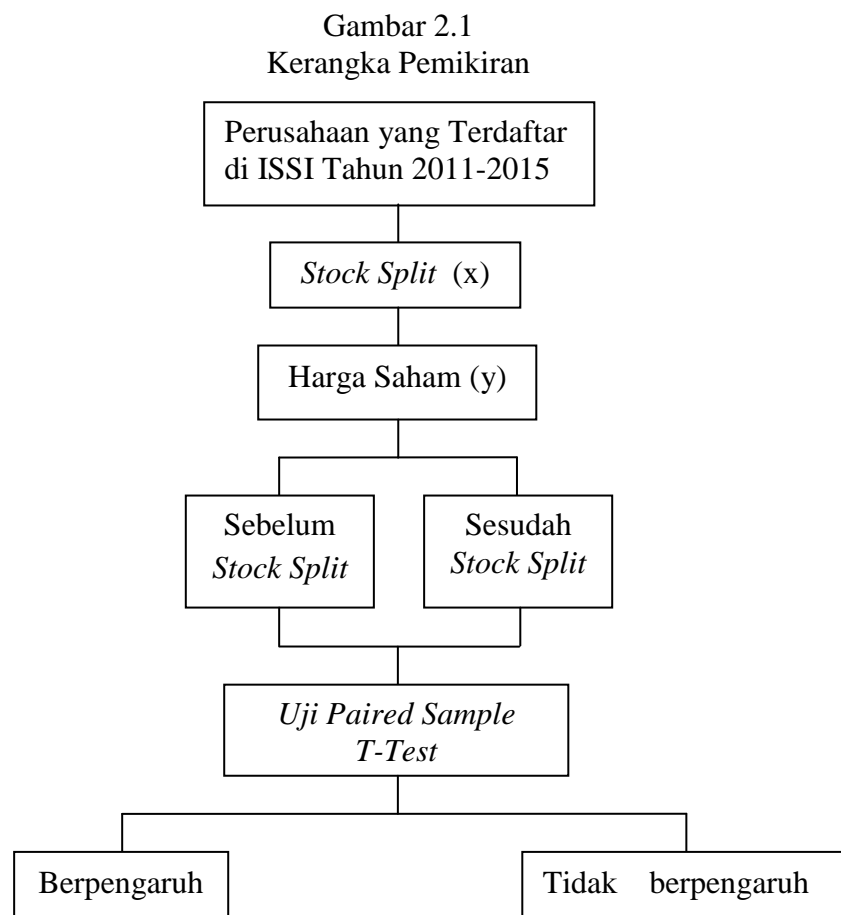 Gambar 2.1
Kerangka Pemikiran
Perusahaan yang Terdaftar
di ISSI Tahun 2011-2015
Stock Split (x)
Harga Saham (y)
Sebelum
Stock Split
Sesudah
Stock Split
Uji Paired Sample
T-Test
Berpengaruh
Tidak berpengaruh